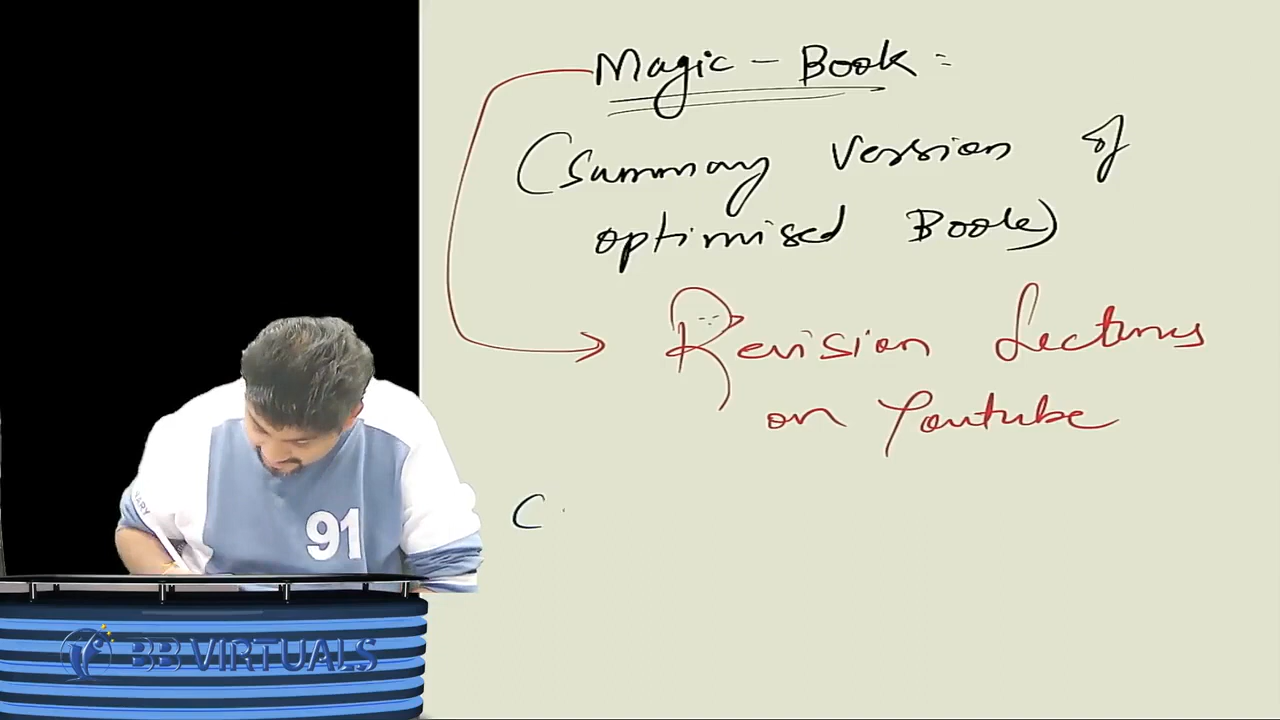 Magic - Book =
(Summary Version of
optimised Book)
Revision Lectures
on Youtube
C
91
BB VIRTUALS